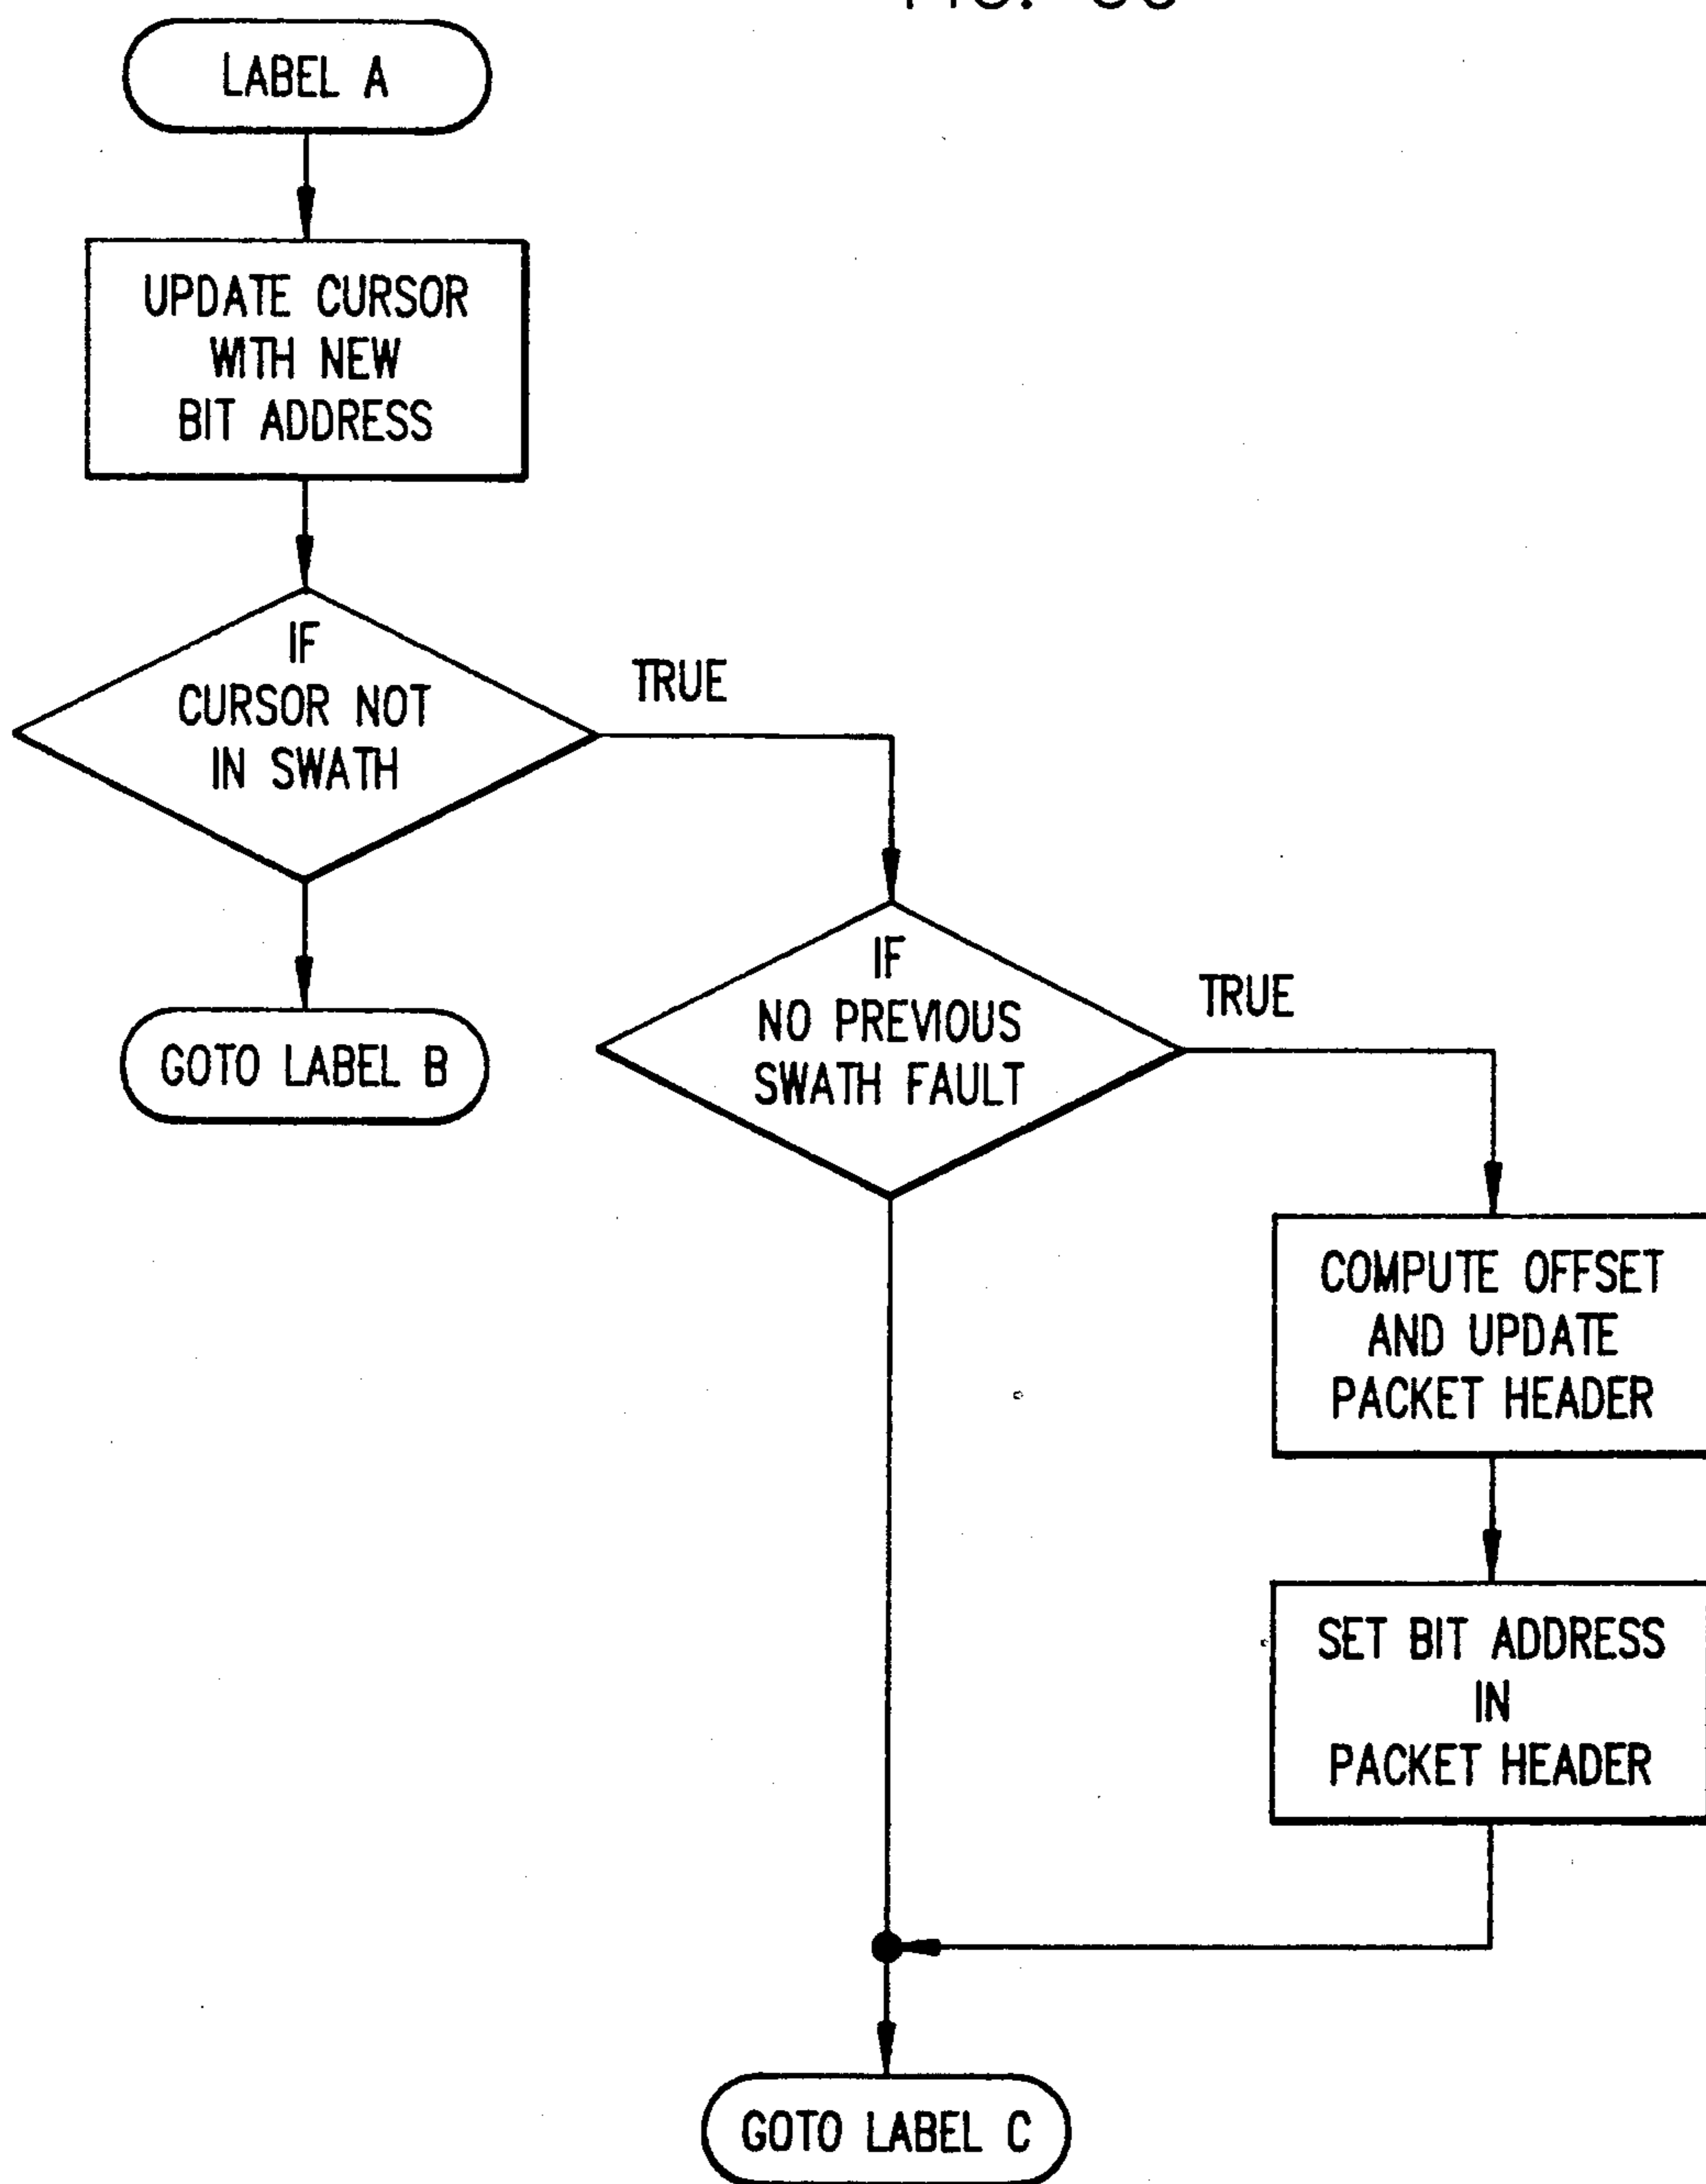 LABEL A
UPDATE CURSOR
WITH NEW
BIT ADDRESS
IF
CURSOR NOT
IN SWATH
TRUE
GOTO LABEL B
IF
NO PREVIOUS
SWATH FAULT
TRUE
COMPUTE OFFSET
AND UPDATE
PACKET HEADER
SET BIT ADDRESS
IN
PACKET HEADER
GOTO LABEL C